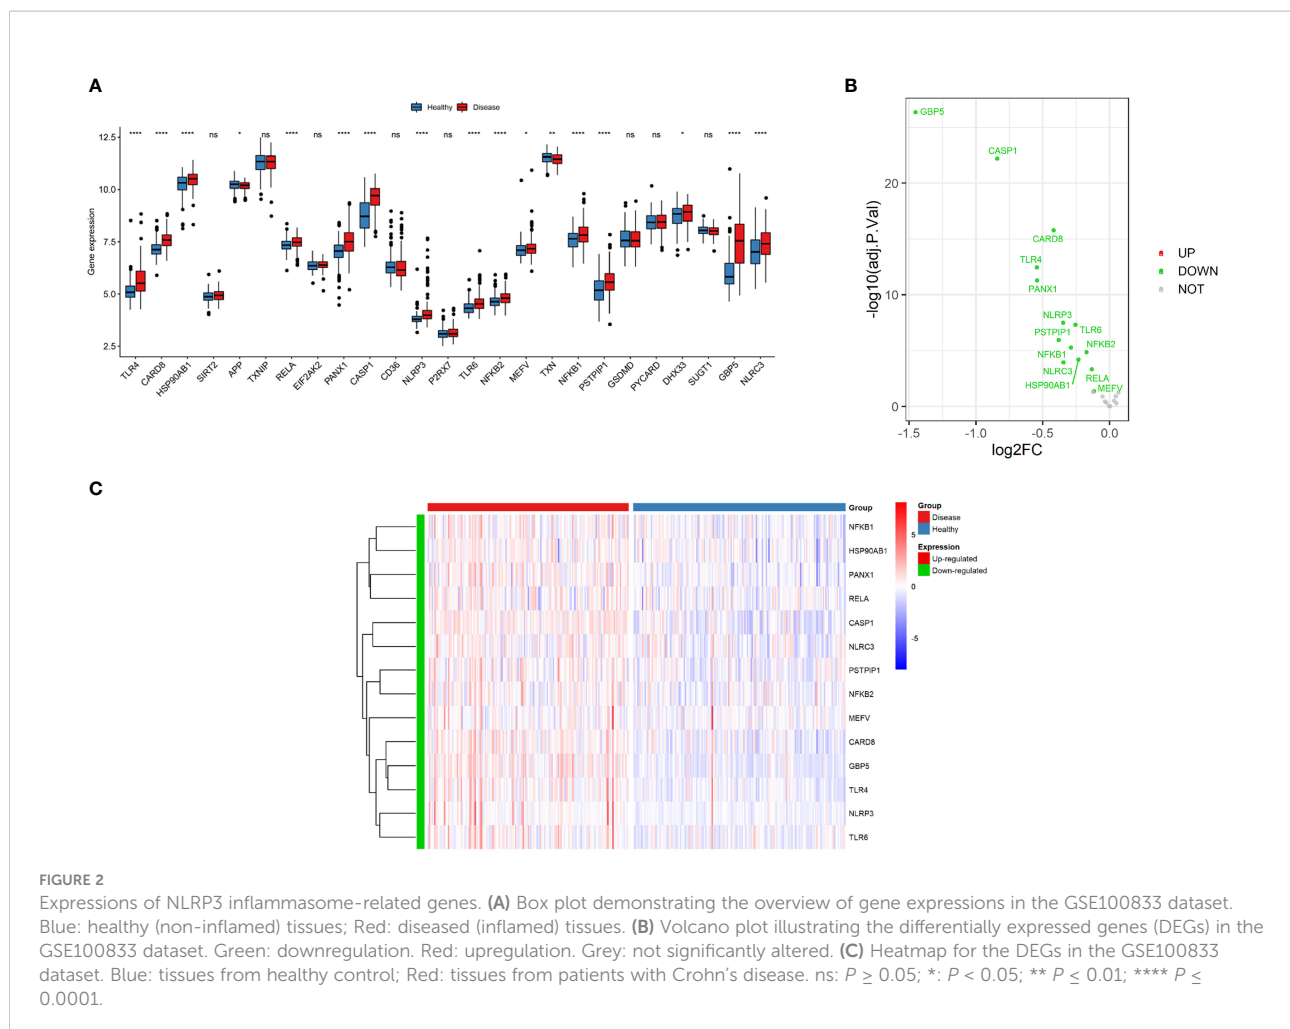 A
Healthy
Disease
**** **** **** ns * ns **** ns **** **** ns **** ns **** **** * ** **** **** ns ns * ns **** ****
Gene expression
12.5
10.0
7.5
5.0
2.5
TLR4
CARD8
HSP90AB1
SIRT2
APP
TXNIP
RELA
EIF2AK2
PANX1
CASP1
CD36
NLRP3
P2RX7
TLR6
NFKB2
MEFV
TXN
NFKB1
PSTPIP1
GSDMD
PYCARD
DHX33
SUGT1
GBP5
NLRC3
B
GBP5
CASP1
CARD8
TLR4
PANX1
NLRP3
TLR6
PSTPIP1
NFKB2
NFKB1
NLRC3
RELA
HSP90AB1
MEFV
-log10(adj.P.Val)
20
10
0
-1.5
-1.0
-0.5
0.0
log2FC
UP
DOWN
NOT
C
Group
NFKB1
HSP90AB1
PANX1
RELA
CASP1
NLRC3
PSTPIP1
NFKB2
MEFV
CARD8
GBP5
TLR4
NLRP3
TLR6
5
0
-5
Group
Disease
Healthy
Expression
Up-regulated
Down-regulated
FIGURE 2
Expressions of NLRP3 inflammasome-related genes. (A) Box plot demonstrating the overview of gene expressions in the GSE100833 dataset.
Blue: healthy (non-inflamed) tissues; Red: diseased (inflamed) tissues. (B) Volcano plot illustrating the differentially expressed genes (DEGs) in the
GSE100833 dataset. Green: downregulation. Red: upregulation. Grey: not significantly altered. (C) Heatmap for the DEGs in the GSE100833
dataset. Blue: tissues from healthy control; Red: tissues from patients with Crohn's disease. ns: P ≥ 0.05; *: P < 0.05; ** P ≤ 0.01; **** P ≤
0.0001.